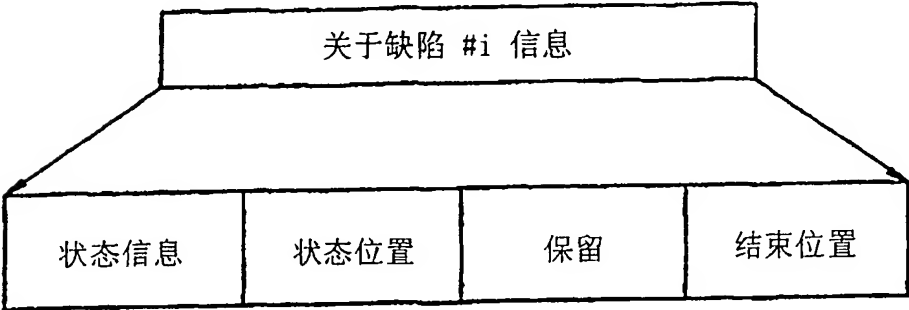 关于缺陷 #i 信息
状态信息
状态位置
保留
结束位置